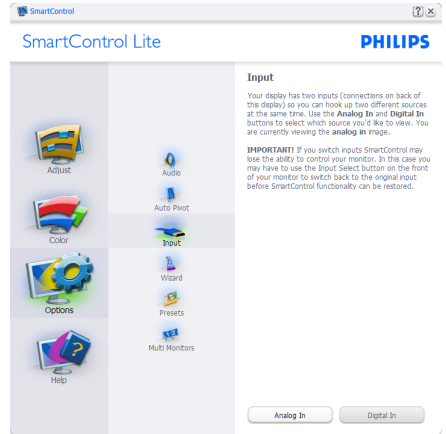 SmartControl
SmartControl Lite
PHILIPS
Adjust
Color
Options
Help
Audio
Auto Pivot
Input
Wizard
Presets
Multi Monitors
Input
Your display has two inputs (connections on back of
this display) so you can hook up two different sources
at the same time. Use the Analog In and Digital In
buttons to select which source you'd like to view. You
are currently viewing the analog in image.
IMPORTANT! If you switch inputs SmartControl may
lose the ability to control your monitor. In this case you
may have to use the Input Select button on the front
of your monitor to switch back to the original input
before SmartControl functionality can be restored.
Analog In
Digital In